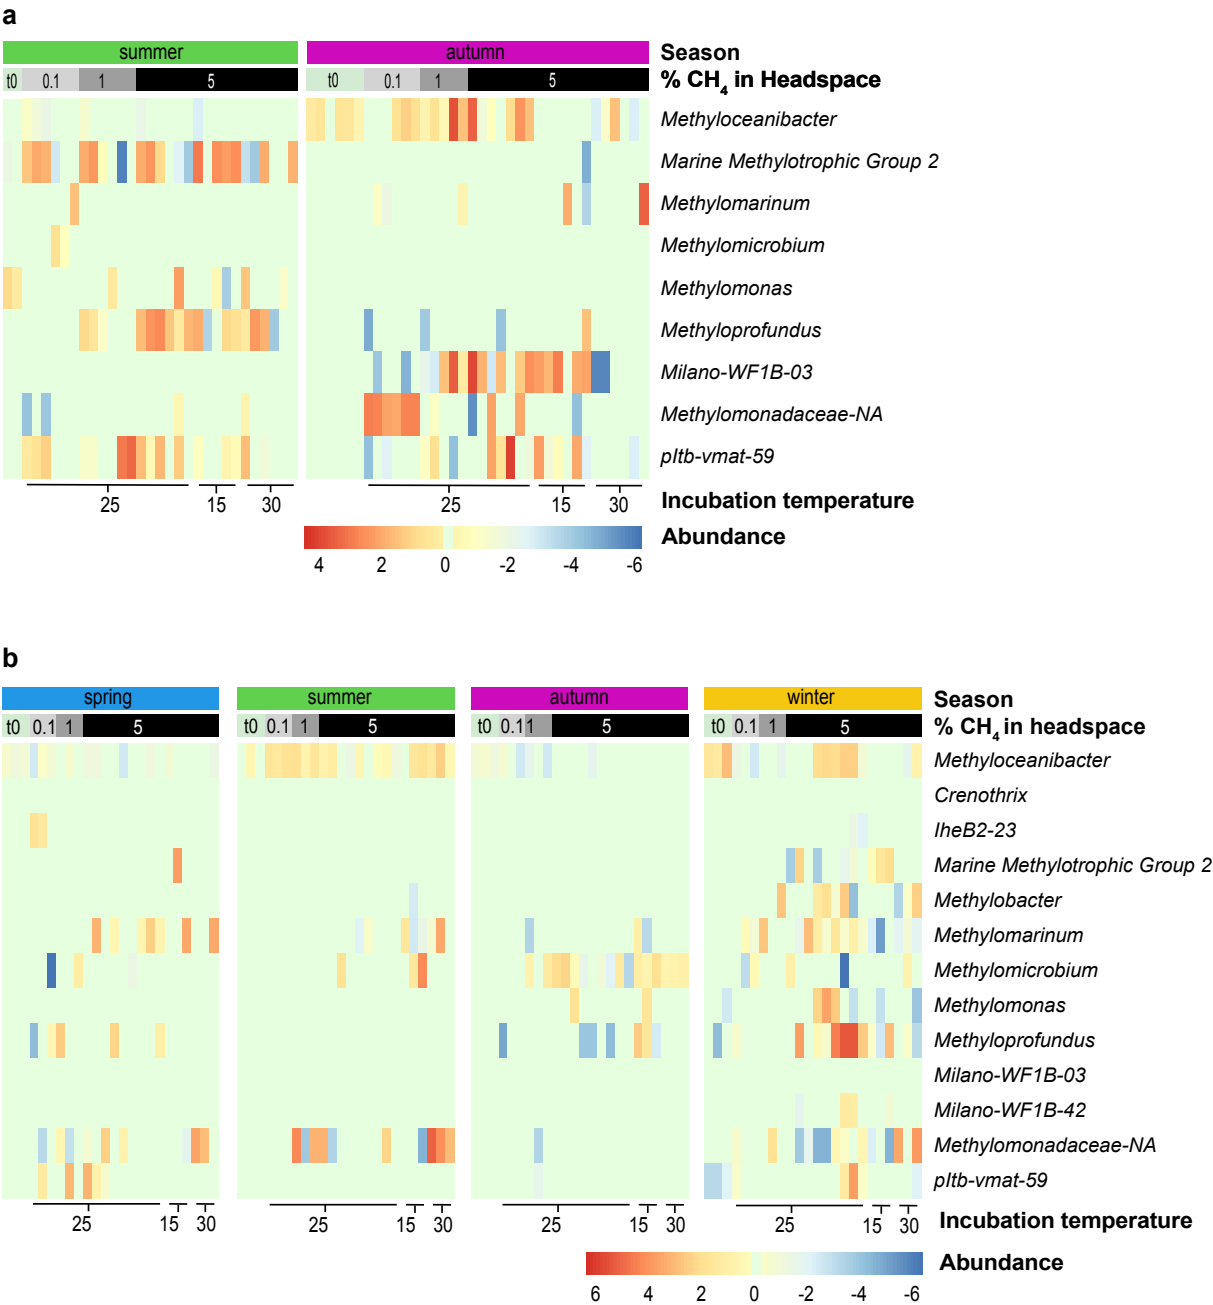 a
summer autumn Season
t0 0.1 1 5 t0 0.1 1 5 % CH4 in Headspace
Methyloceanibacter
Marine Methylotrophic Group 2
Methylomarinum
Methylomicrobium
Methylomonas
Methyloprofundus
Milano-WF1B-03
Methylomonadaceae-NA
pItb-vmat-59
25 15 30 25 15 30 Incubation temperature
Abundance
4 2 0 -2 -4 -6
b
spring summer autumn winter Season
t0 0.1 1 5 t0 0.1 1 5 t0 0.1 1 5 t0 0.1 1 5 % CH4 in headspace
Methyloceanibacter
Crenothrix
IheB2-23
Marine Methylotrophic Group 2
Methylobacter
Methylomarinum
Methylomicrobium
Methylomonas
Methyloprofundus
Milano-WF1B-03
Milano-WF1B-42
Methylomonadaceae-NA
pItb-vmat-59
25 15 30 25 15 30 25 15 30 25 15 30 Incubation temperature
Abundance
6 4 2 0 -2 -4 -6